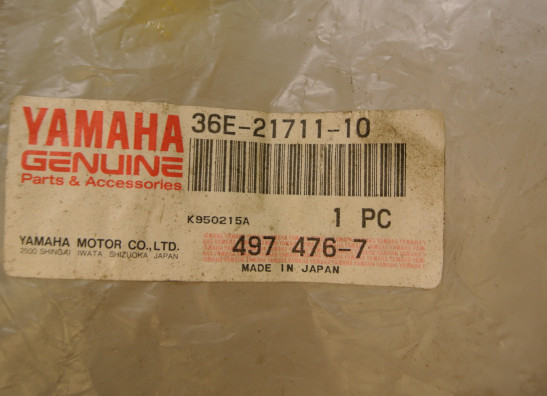 YAMAHA
GENUINE
Parts & Accessories
36E-21711-10
K950215A
1 PC
YAMAHA MOTOR CO.,LTD.
2500 SHINGAI IWATA SHIZUOKA JAPAN
497 476-7
MADE IN JAPAN